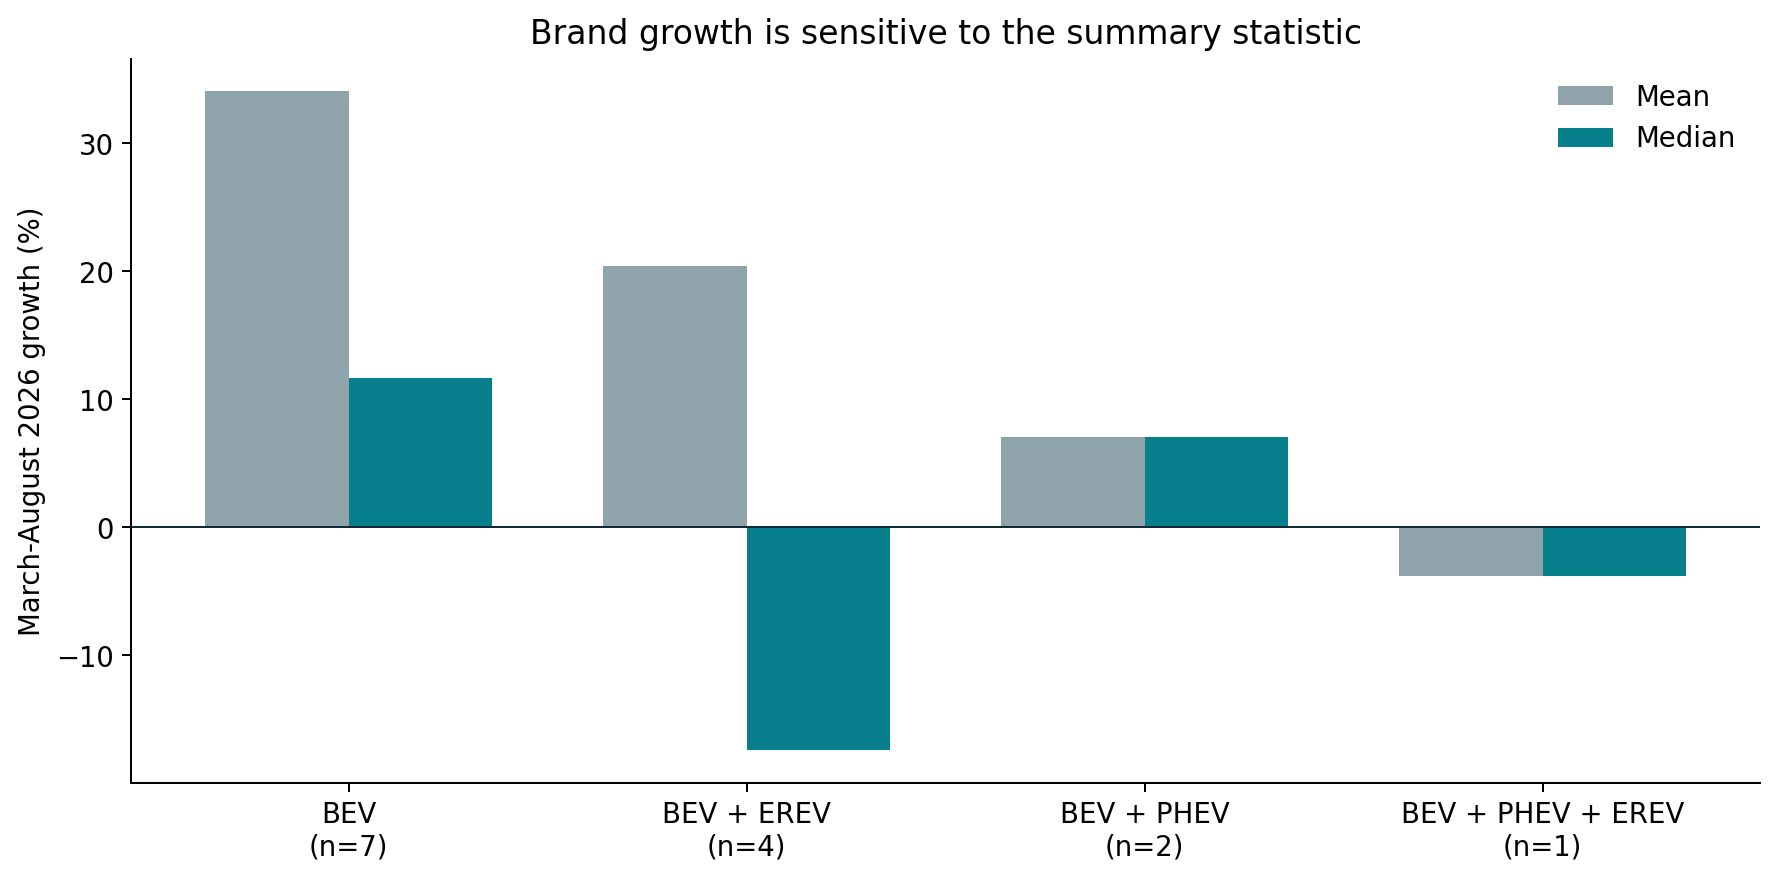 Brand growth is sensitive to the summary statistic
Mean
Median
March-August 2026 growth (%)
30
20
10
0
−10
BEV
(n=7)
BEV + EREV
(n=4)
BEV + PHEV
(n=2)
BEV + PHEV + EREV
(n=1)